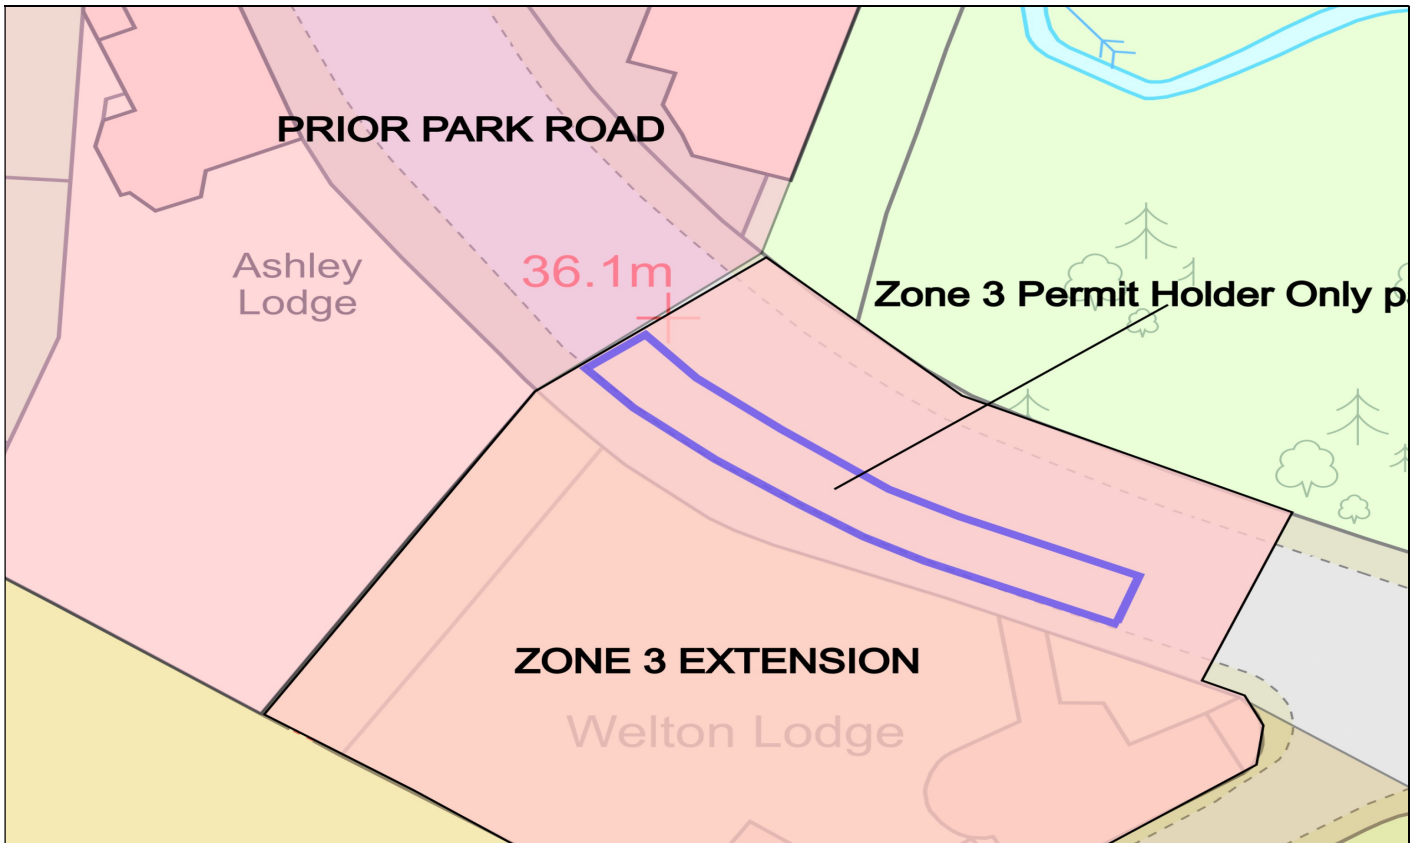 PRIOR PARK ROAD
Ashley
Lodge
36.1m
Zone 3 Permit Holder Only
ZONE 3 EXTENSION
Welton Lodge